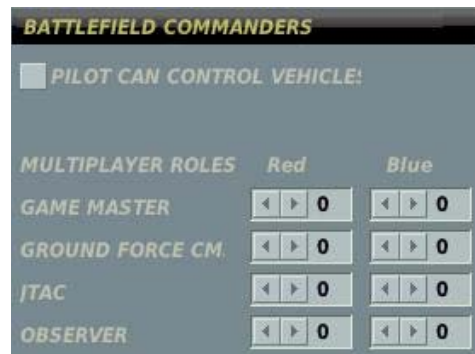 BATTLEFIELD COMMANDERS
PILOT CAN CONTROL VEHICLES
MULTIPLAYER ROLES Red Blue
GAME MASTER 0 0
GROUND FORCE CM 0 0
JTAC 0 0
OBSERVER 0 0